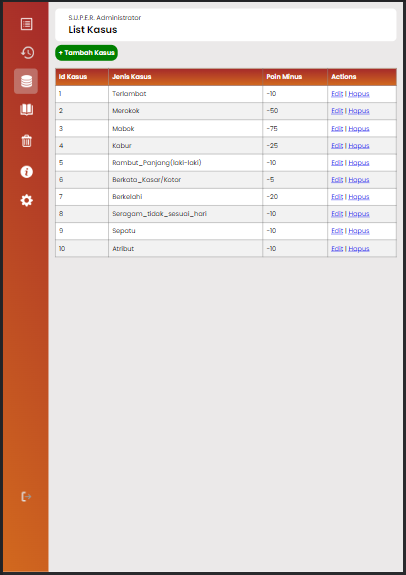 S.U.P.E.R. Administrator
List Kasus
+ Tambah Kasus
Id Kasus Jenis Kasus Poin Minus Actions
1 Terlambat -10 Edit | Hapus
2 Merokok -50 Edit | Hapus
3 Mabok -75 Edit | Hapus
4 Kabur -25 Edit | Hapus
5 Rambut_Panjang(laki-laki) -10 Edit | Hapus
6 Berkata_Kasar/Kotor -5 Edit | Hapus
7 Berkelahi -20 Edit | Hapus
8 Seragam_tidak_sesuai_hari -10 Edit | Hapus
9 Sepatu -10 Edit | Hapus
10 Atribut -10 Edit | Hapus